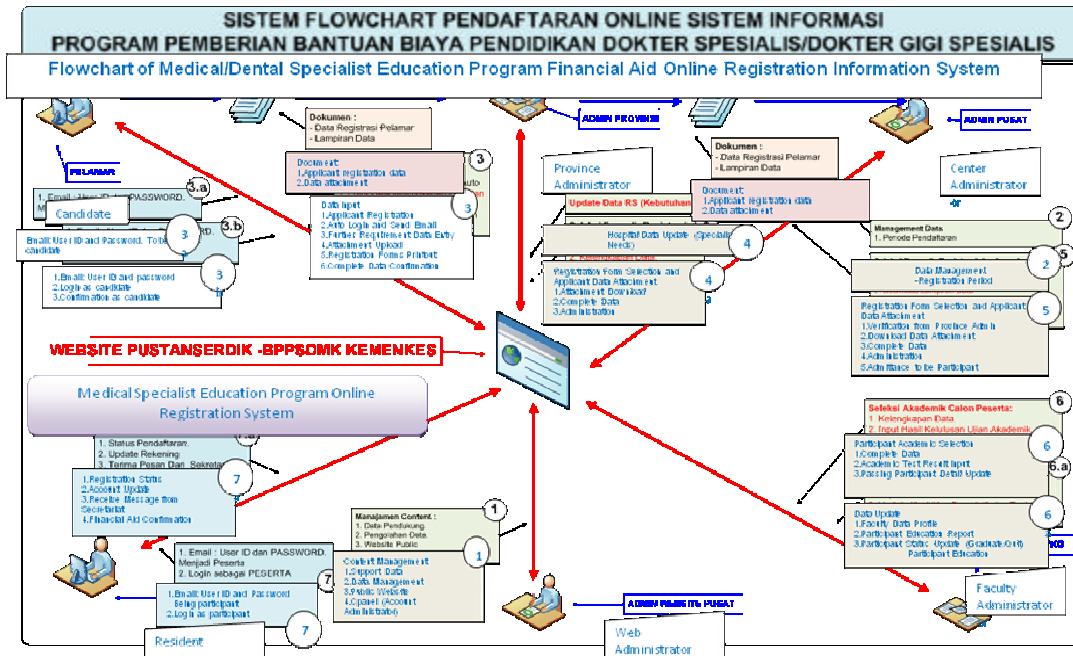 SISTEM FLOWCHART PENDAFTARAN ONLINE SISTEM INFORMASI
PROGRAM PEMBERIAN BANTUAN BIAYA PENDIDIKAN DOKTER SPESIALIS/DOKTER GIGI SPESIALIS
Flowchart of Medical/Dental Specialist Education Program Financial Aid Online Registration Information System
PELAMAR
Dokumen :
- Data Registrasi Pelamar
- Lampiran Data
Document:
1.Applicant registration data
2.Data attachment
3
ADMIN PROVINSI
Province
Administrator
Dokumen :
- Data Registrasi Pelamar
- Lampiran Data
Document:
1.Applicant registration data
2.Data attachment
ADMIN PUSAT
Center
Administrator
or
3.a
1. Email : User ID
PASSWORD.
Candidate
3.b
Email: User ID and Password. To be
candidate
3
1.Email: User ID and password
2.Login as candidate
3.Confirmation as candidate
3
Data Input
1.Applicant Registration
2.Auto Login and Send Email
3.Further Requirement Data Entry
4.Attachment Upload
5.Registration Forms Printout
6.Complete Data Confirmation
3
Update Data RS (Kebutuhan
Hospital Data Update (Specialist
Needs)
4
2. Kelengkapan Data
Registration Form Selection and
Applicant Data Attachment
1.Attachment Download
2.Complete Data
3.Administration
4
2
Management Data
1. Periode Pendaftaran
Data Management
-Registration Period
2
5
Registration Form Selection and Applicant
Data Attachment
1.Verification from Province Admin
2.Download Data Attachment
3.Complete Data
4.Administration
5.Admittance to be Participant
5
WEBSITE PUSTANSERDIK -BPPSDMK KEMENKES
Medical Specialist Education Program Online
Registration System
6
Seleksi Akademik Calon Peserta:
1. Kelengkapan Data
2. Input Hasil Kelulusan Ujian Akademik
Participant Academic Selection
1.Complete Data
2.Academic Test Result Input
3.Passing Participant Details Update
6
6.a
Data Update
1.Faculty Data Profile
2.Participant Education Report
3.Participant Status Update (Graduate,Quit)
Participant Education
6
Faculty
Administrator
1. Status Pendaftaran.
2. Update Rekening
3. Terima Pesan Dari Sekretar
1.Registration Status
2.Account Update
3.Receive Message from
Secretariat
4.Financial Aid Confirmation
7
1. Email : User ID dan PASSWORD.
Menjadi Peserta
2. Login sebagai PESERTA
7
Email: User ID and Password
Being participant
2.Login as participant
7
Resident
1
Manajamen Content :
1. Data Pendukung.
2. Pengolahan Data.
3. Website Public
Content Management
1.Support Data
2.Data Management
3.Public Website
4.Cpanell (Account
Administrator)
1
ADMIN WEBSITE PUSAT
Web
Administrator